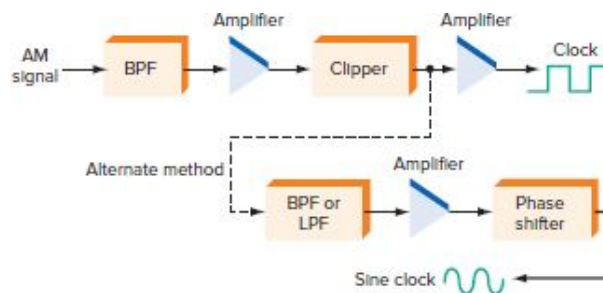 Amplifier
Amplifier
AM
signal
BPF
Clipper
Clock
Alternate method
Amplifier
BPF or
LPF
Phase
shifter
Sine clock